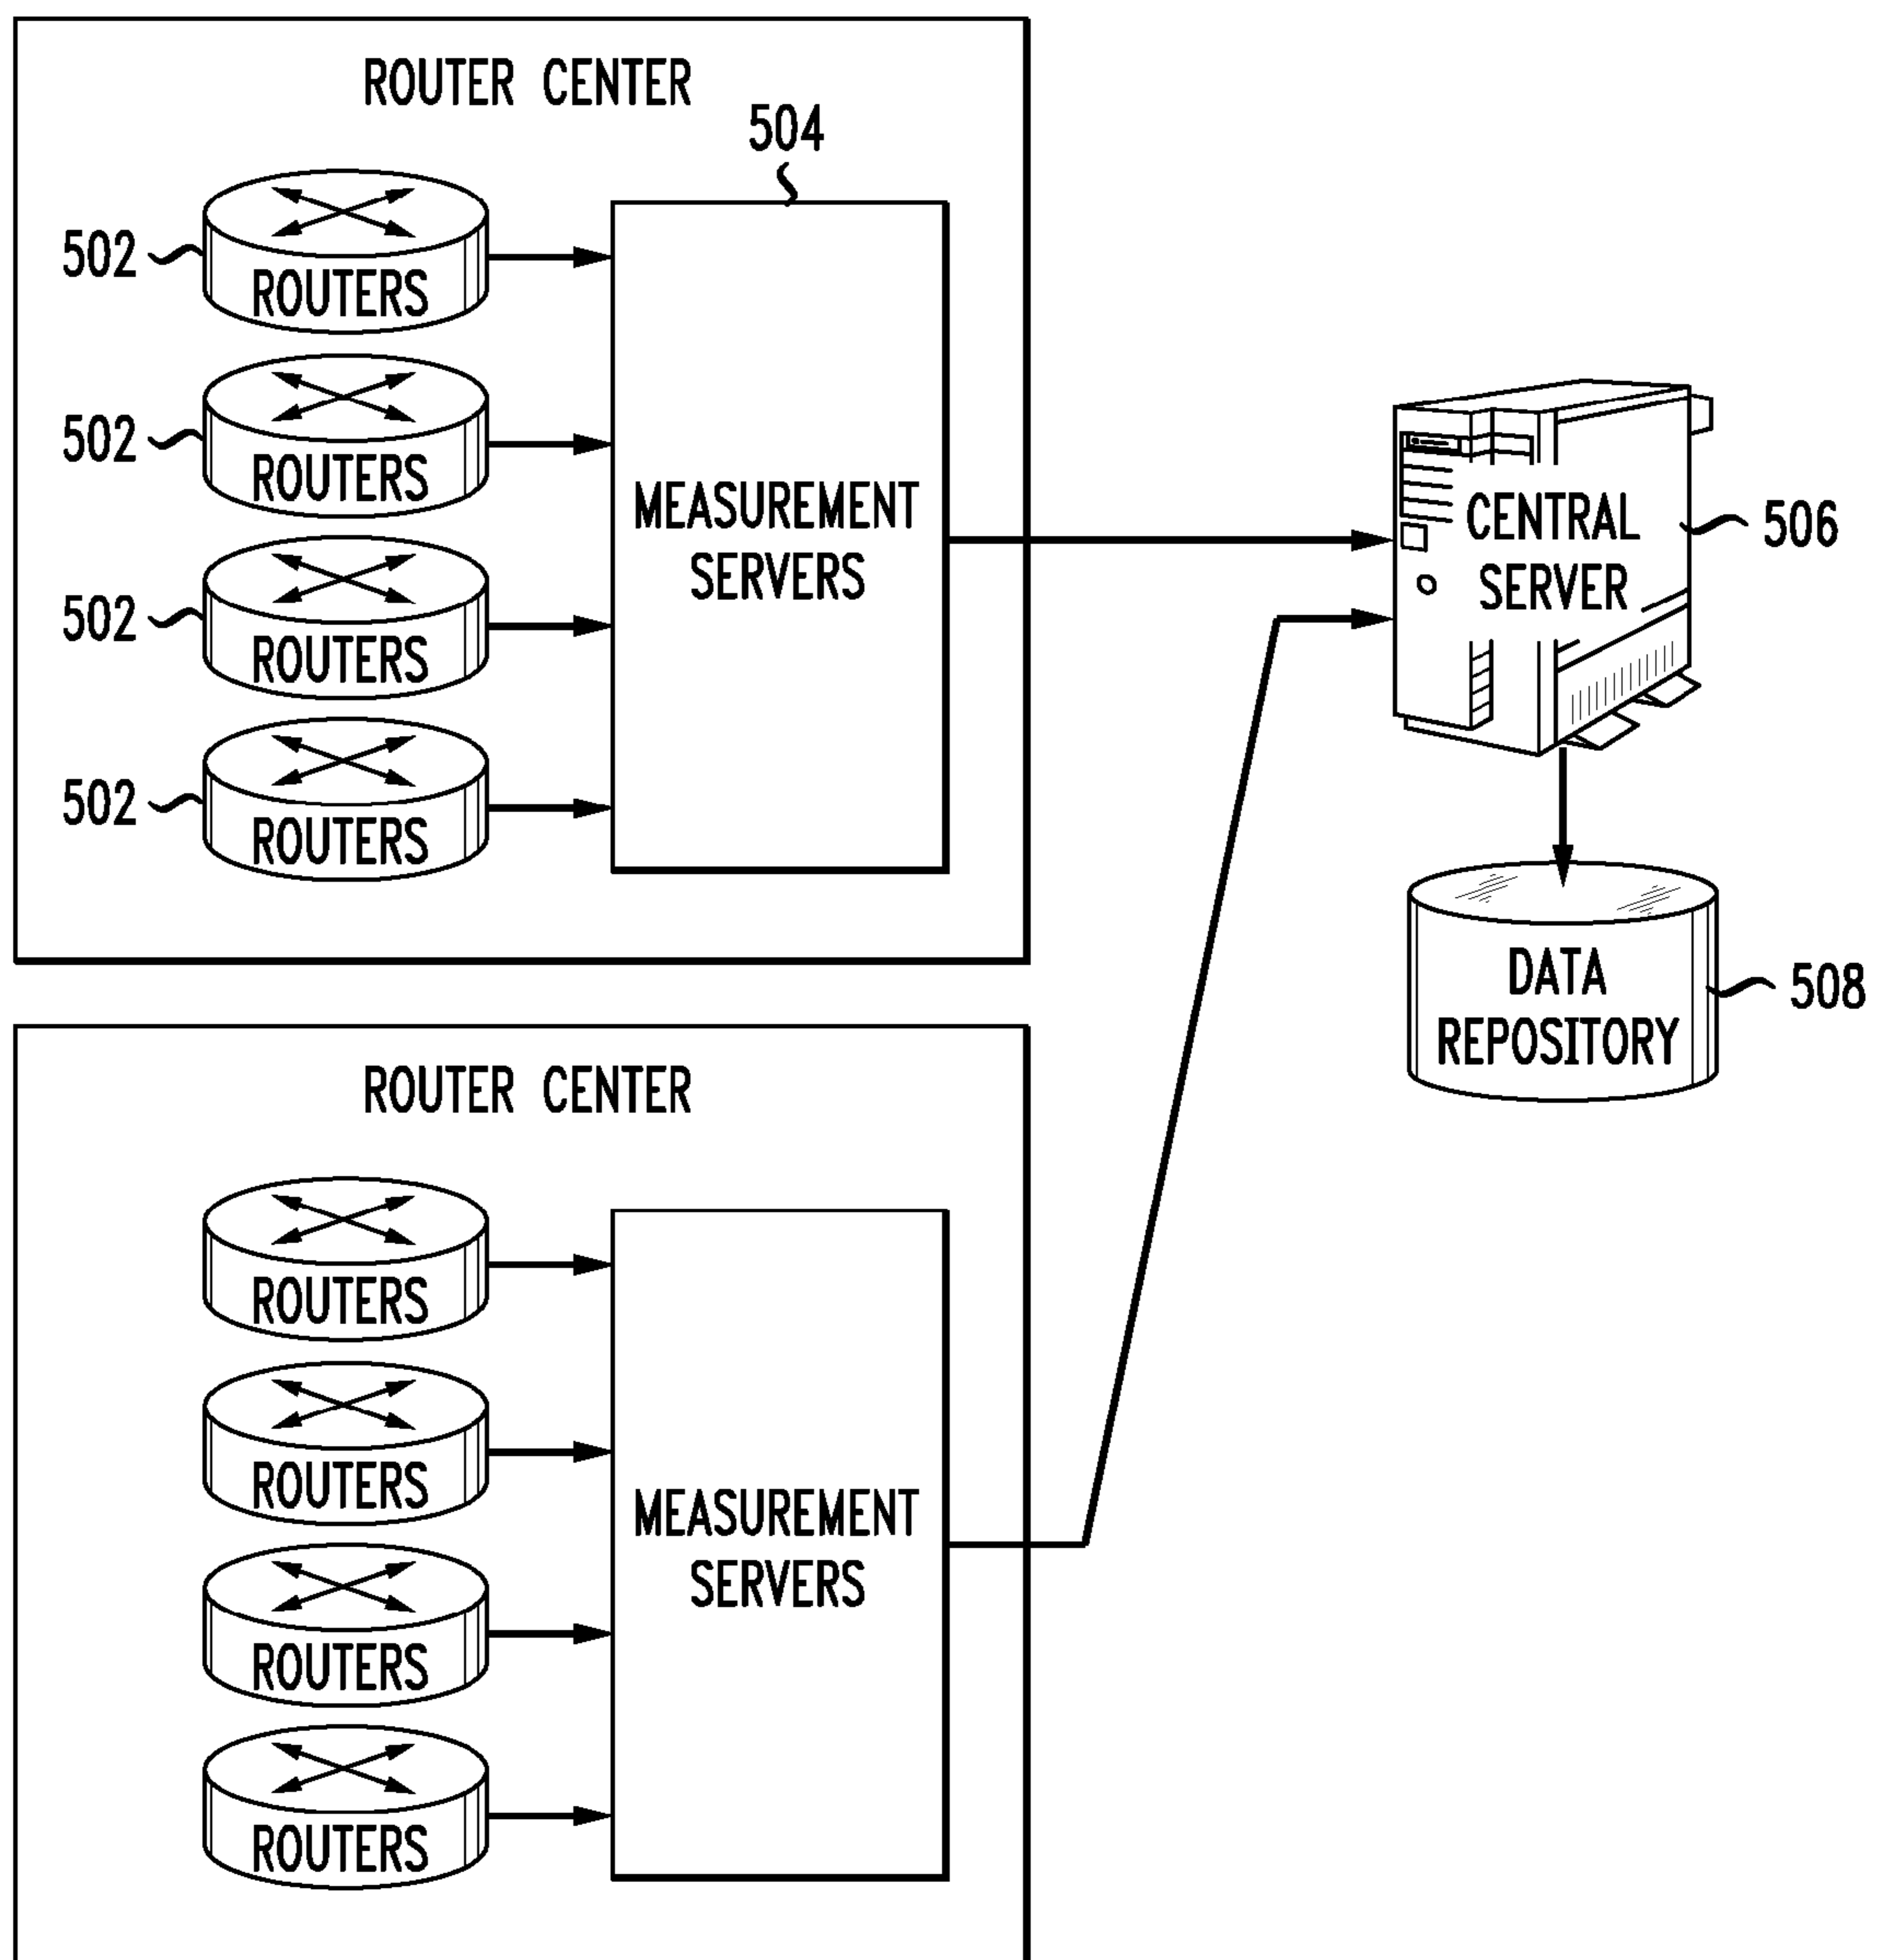 ROUTER CENTER
504
502
ROUTERS
502
ROUTERS
502
ROUTERS
502
ROUTERS
MEASUREMENT
SERVERS
CENTRAL
SERVER
506
DATA
REPOSITORY
508
ROUTER CENTER
ROUTERS
ROUTERS
ROUTERS
ROUTERS
MEASUREMENT
SERVERS